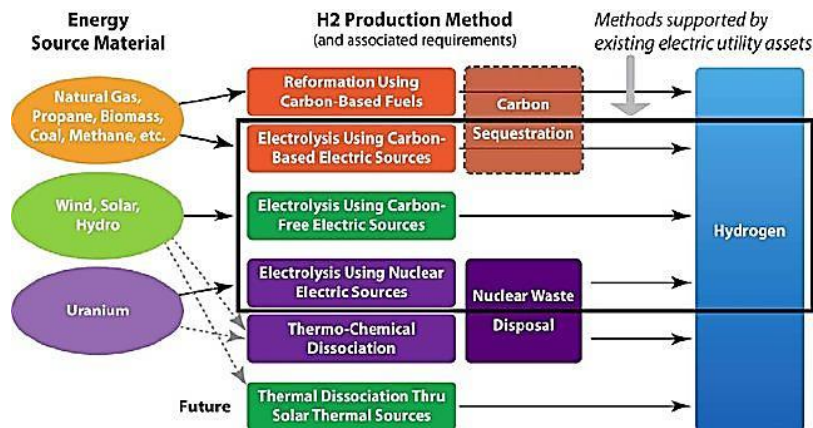 Energy
Source Material
H2 Production Method
(and associated requirements)
Methods supported by
existing electric utility assets
Natural Gas,
Propane, Biomass,
Coal, Methane, etc.
Reformation Using
Carbon-Based Fuels
Carbon
Sequestration
Electrolysis Using Carbon-
Based Electric Sources
Wind, Solar,
Hydro
Electrolysis Using Carbon-
Free Electric Sources
Hydrogen
Uranium
Electrolysis Using Nuclear
Electric Sources
Nuclear Waste
Disposal
Thermo-Chemical
Dissociation
Future
Thermal Dissociation Thru
Solar Thermal Sources